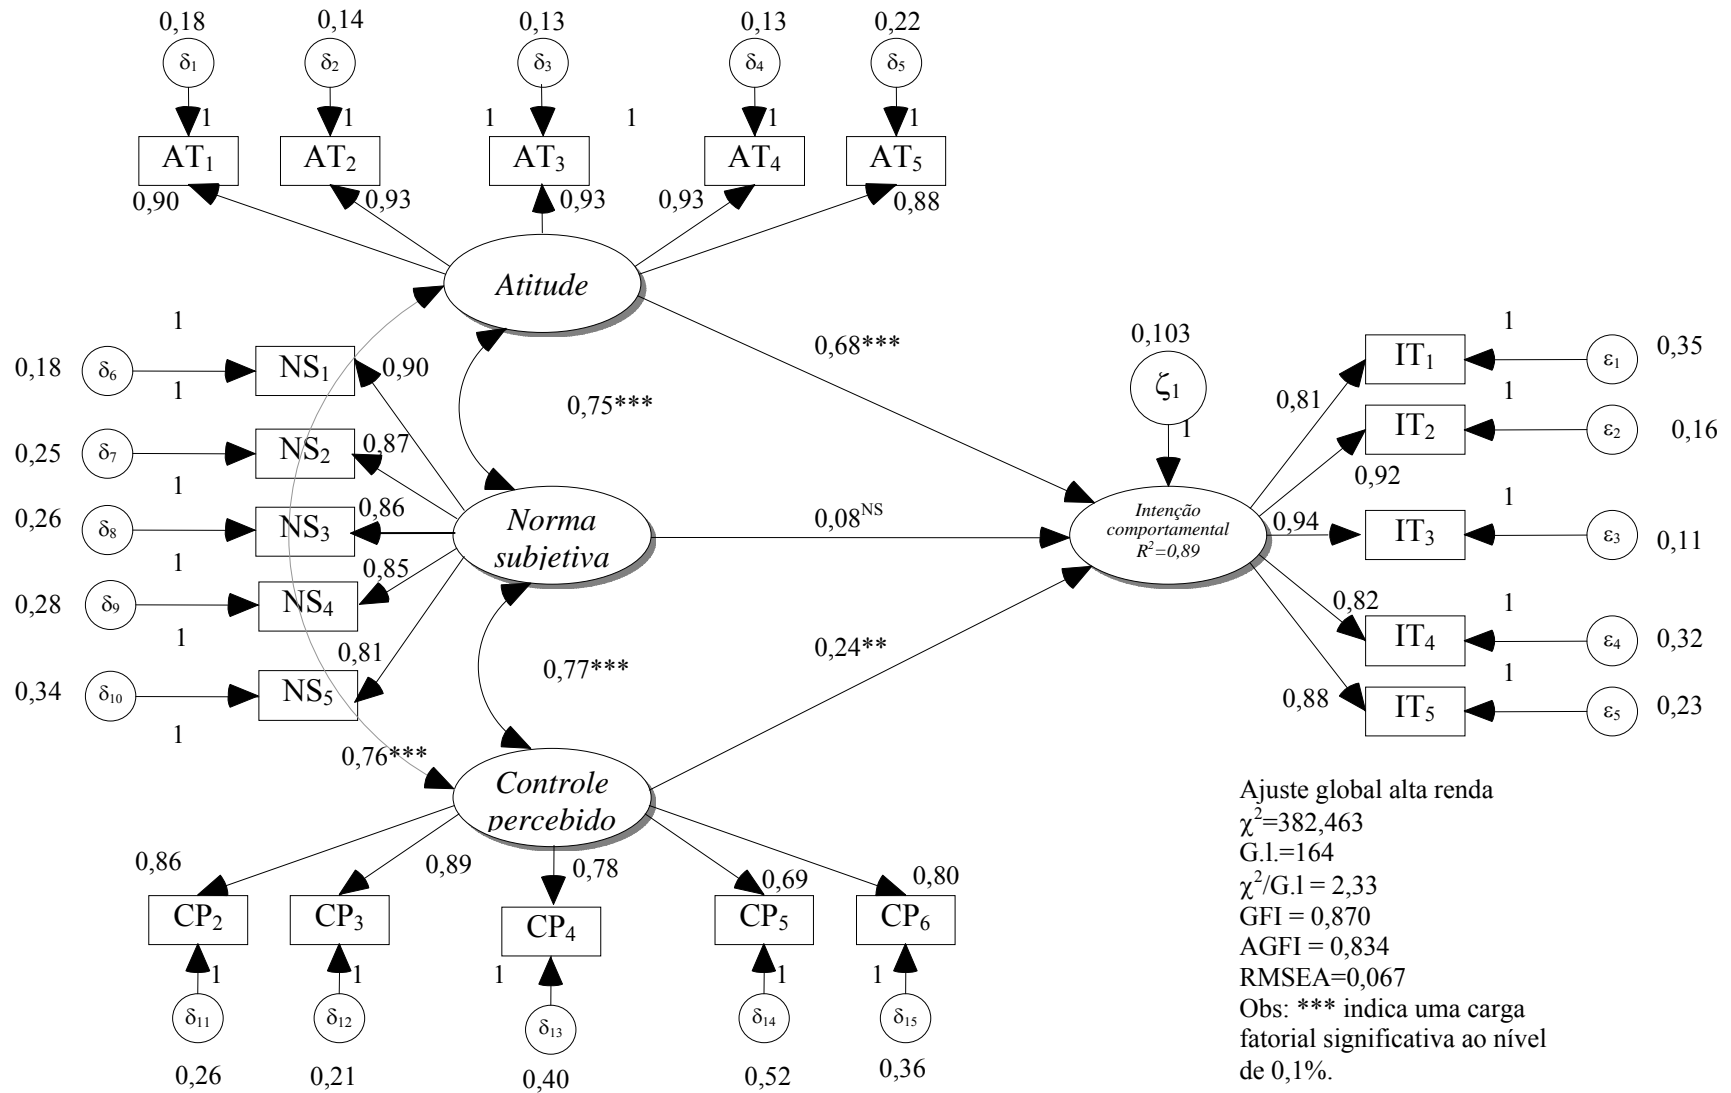 0,18 0,14 0,13 0,13 0,22
δ1 δ2 δ3 δ4 δ5
1 1 1 1 1 1
AT1 AT2 AT3 AT4 AT5
0,90 0,93 0,93 0,93 0,88
Atitude
1
0,18 δ6 NS1 0,90
1
0,25 δ7 NS2 0,87
1
0,26 δ8 NS3 0,86
1
0,28 δ9 NS4 0,85
1
0,34 δ10 NS5 0,81
1
0,75***
Norma
subjetiva
0,77***
0,76***
Controle
percebido
0,68***
0,08NS
0,24**
0,103
ζ1
1
Intenção
comportamental
R2=0,89
1
0,81 IT1 ε1 0,35
1
0,92 IT2 ε2 0,16
1
0,94 IT3 ε3 0,11
1
0,82 IT4 ε4 0,32
1
0,88 IT5 ε5 0,23
0,86 0,89 0,78 0,69 0,80
CP2 CP3 CP4 CP5 CP6
1 1 1 1 1
δ11 δ12 δ13 δ14 δ15
0,26 0,21 0,40 0,52 0,36
Ajuste global alta renda
χ2=382,463
G.l.=164
χ2/G.l = 2,33
GFI = 0,870
AGFI = 0,834
RMSEA=0,067
Obs: *** indica uma carga
fatorial significativa ao nível
de 0,1%.